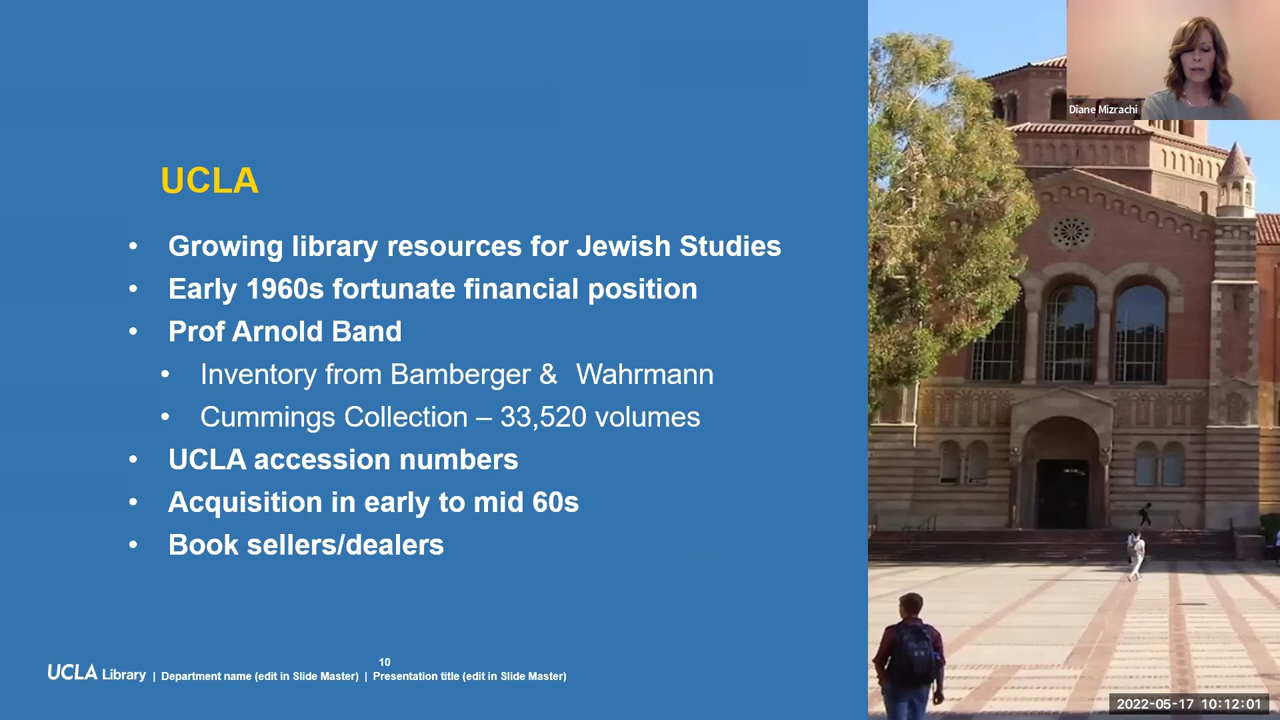 Diane Mizrachi
UCLA
• Growing library resources for Jewish Studies
• Early 1960s fortunate financial position
• Prof Arnold Band
• Inventory from Bamberger & Wahrmann
• Cummings Collection – 33,520 volumes
• UCLA accession numbers
• Acquisition in early to mid 60s
• Book sellers/dealers
10
UCLA Library | Department name (edit in Slide Master) | Presentation title (edit in Slide Master)
2022-05-17 10:12:01